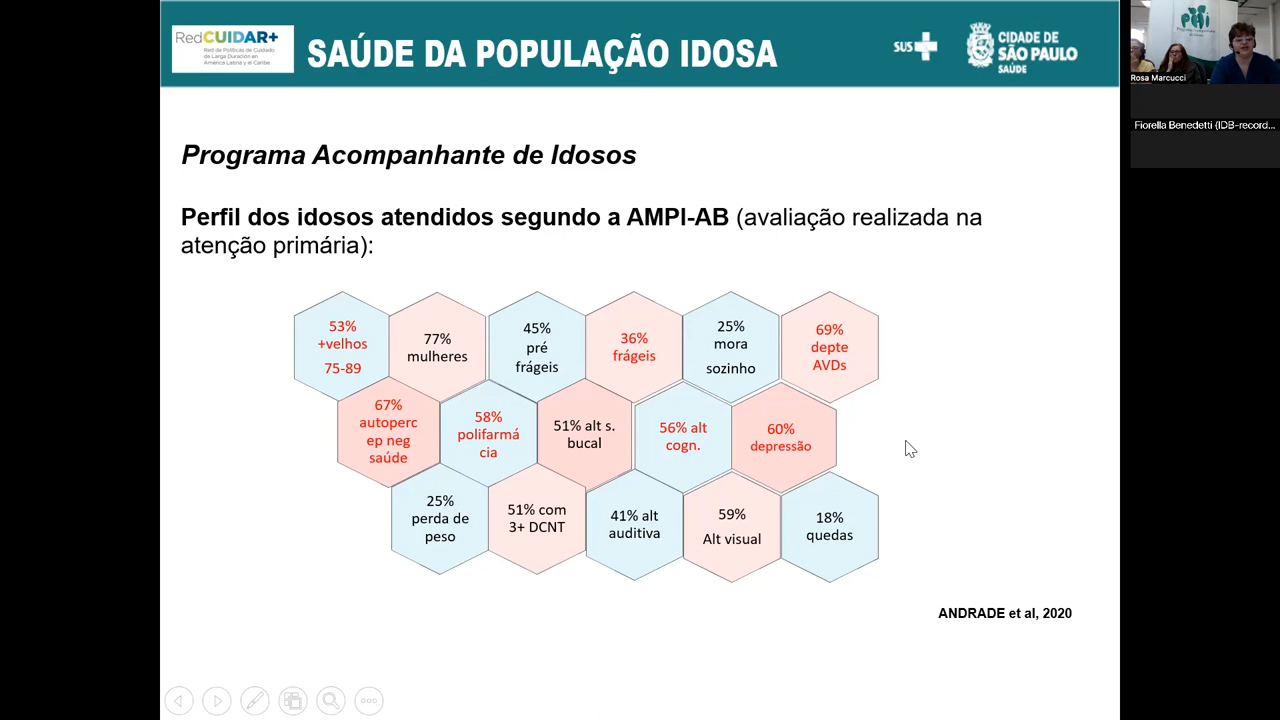 RedCUIDAR+
Red de Políticas de Cuidado
de Larga Duración en
América Latina y el Caribe
SAÚDE DA POPULAÇÃO IDOSA
SUS
CIDADE DE
SÃO PAULO
SAÚDE
Rosa Marcucci
Fiorella Benedetti (IDB-record...
Programa Acompanhante de Idosos
Perfil dos idosos atendidos segundo a AMPI-AB (avaliação realizada na
atenção primária):
53%
+velhos
75-89
77%
mulheres
45%
pré
frágeis
36%
frágeis
25%
mora
sozinho
69%
depte
AVDs
67%
autoperc
ep neg
saúde
58%
polifarmá
cia
51% alt s.
bucal
56% alt
cogn.
60%
depressão
25%
perda de
peso
51% com
3+ DCNT
41% alt
auditiva
59%
Alt visual
18%
quedas
ANDRADE et al, 2020